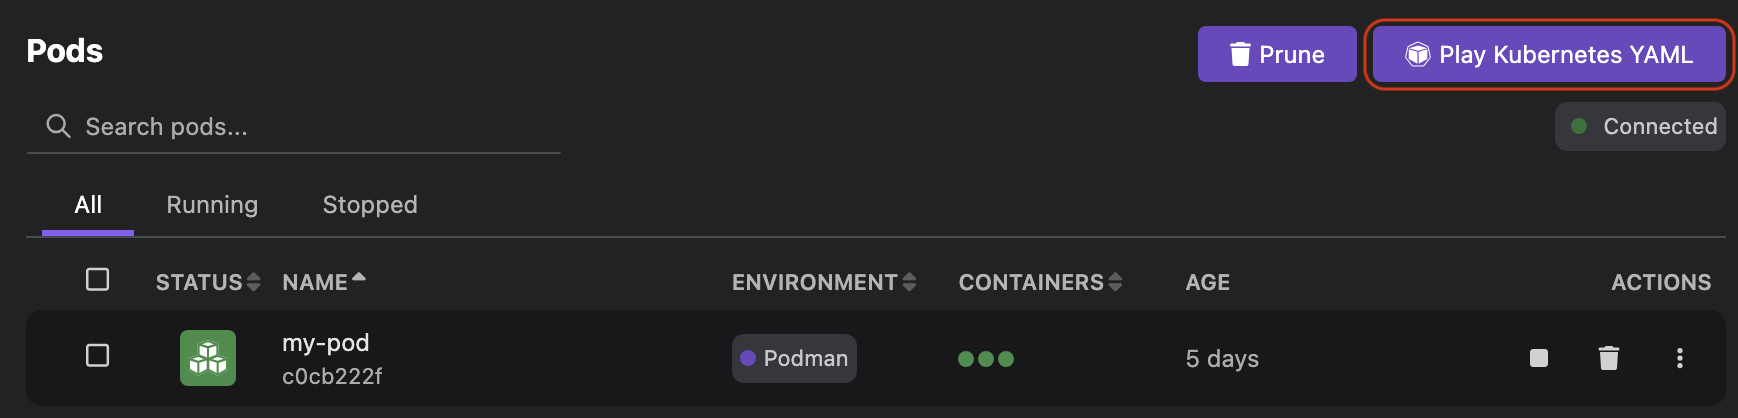 Pods
Prune
Play Kubernetes YAML
Search pods...
Connected
All Running Stopped
STATUS NAME ENVIRONMENT CONTAINERS AGE ACTIONS
my-pod
c0cb222f
Podman
5 days